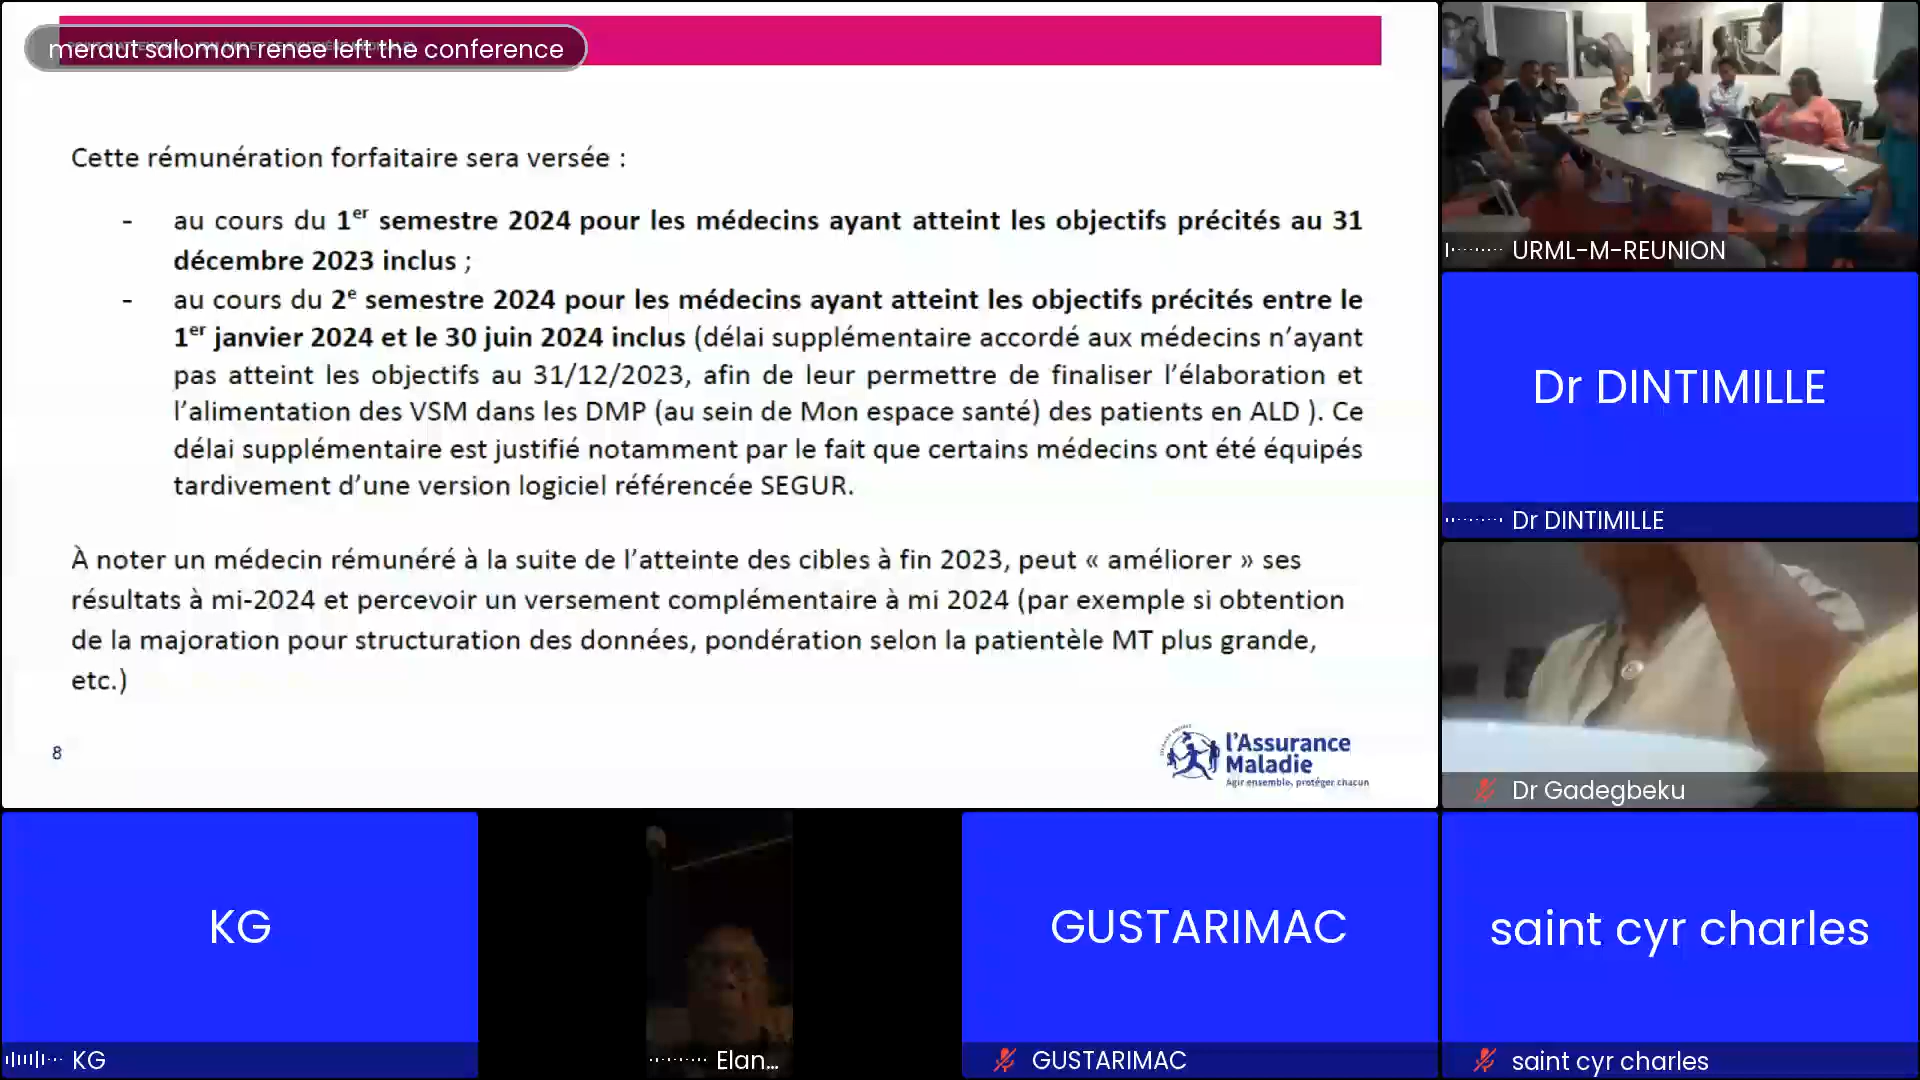 meraut salomon renee left the conference
Cette rémunération forfaitaire sera versée :
- au cours du 1er semestre 2024 pour les médecins ayant atteint les objectifs précités au 31
décembre 2023 inclus ;
- au cours du 2e semestre 2024 pour les médecins ayant atteint les objectifs précités entre le
1er janvier 2024 et le 30 juin 2024 inclus (délai supplémentaire accordé aux médecins n’ayant
pas atteint les objectifs au 31/12/2023, afin de leur permettre de finaliser l’élaboration et
l’alimentation des VSM dans les DMP (au sein de Mon espace santé) des patients en ALD ). Ce
délai supplémentaire est justifié notamment par le fait que certains médecins ont été équipés
tardivement d’une version logiciel référencée SEGUR.
À noter un médecin rémunéré à la suite de l’atteinte des cibles à fin 2023, peut « améliorer » ses
résultats à mi-2024 et percevoir un versement complémentaire à mi 2024 (par exemple si obtention
de la majoration pour structuration des données, pondération selon la patientèle MT plus grande,
etc.)
8
l’Assurance
Maladie
Agir ensemble, protéger chacun
URML-M-REUNION
Dr DINTIMILLE
Dr DINTIMILLE
Dr Gadegbeku
KG
KG
Elan...
GUSTARIMAC
GUSTARIMAC
saint cyr charles
saint cyr charles